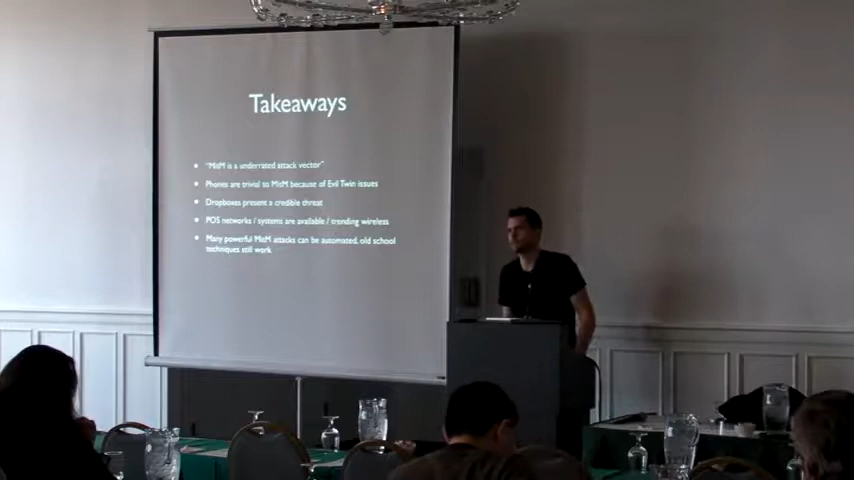 Takeaways
• "MitM is a underrated attack vector"
• Phones are trivial to MitM because of Evil Twin issues
• Dropboxes present a credible threat
• POS networks / systems are available / trending wireless
• Many powerful MitM attacks can be automated, old school
techniques still work